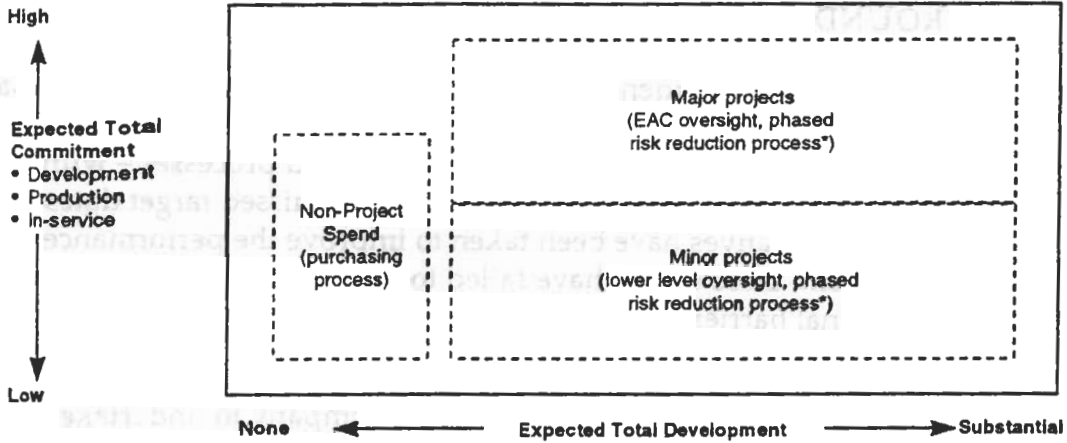 High
Expected Total
Commitment
• Development
• Production
• In-service
Low
Non-Project
Spend
(purchasing
process)
Major projects
(EAC oversight, phased
risk reduction process*)
Minor projects
(lower level oversight, phased
risk reduction process*)
None
Expected Total Development
Substantial